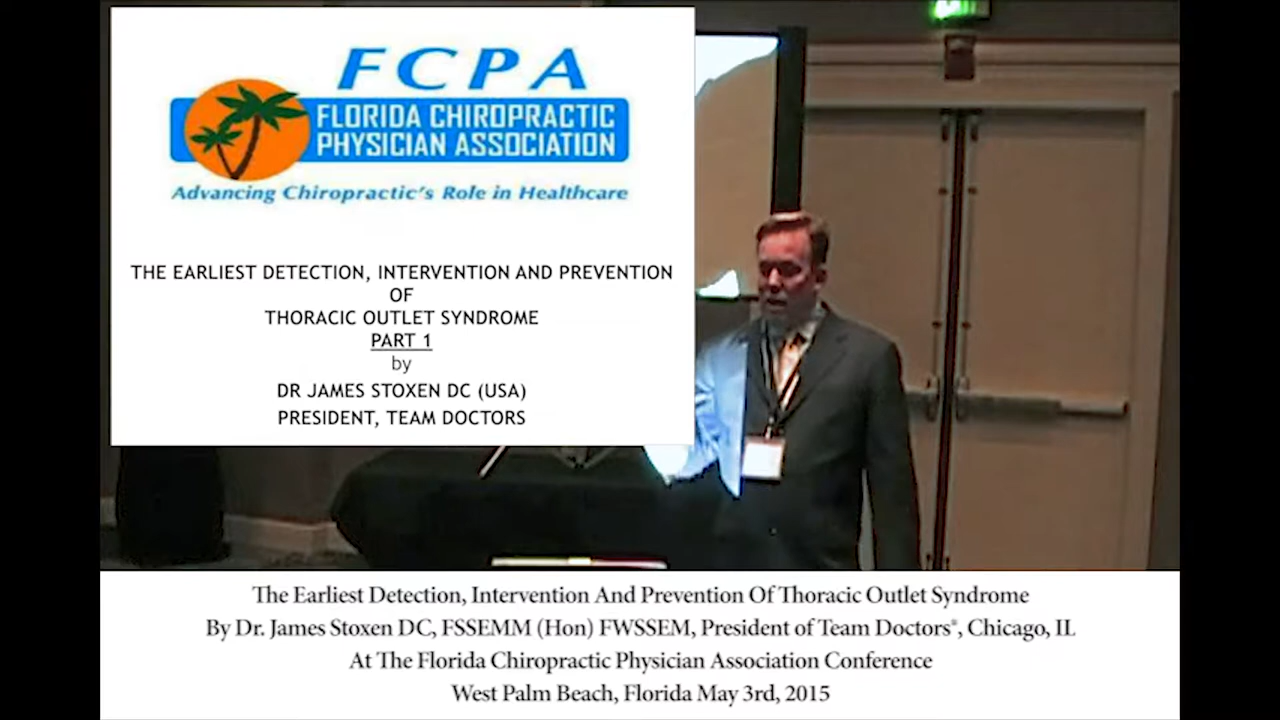 FCPA
FLORIDA CHIROPRACTIC
PHYSICIAN ASSOCIATION
Advancing Chiropractic's Role in Healthcare
THE EARLIEST DETECTION, INTERVENTION AND PREVENTION
OF
THORACIC OUTLET SYNDROME
PART 1
by
DR JAMES STOXEN DC (USA)
PRESIDENT, TEAM DOCTORS
The Earliest Detection, Intervention And Prevention Of Thoracic Outlet Syndrome
By Dr. James Stoxen DC, FSSEMM (Hon) FWSSEM, President of Team Doctors®, Chicago, IL
At The Florida Chiropractic Physician Association Conference
West Palm Beach, Florida May 3rd, 2015